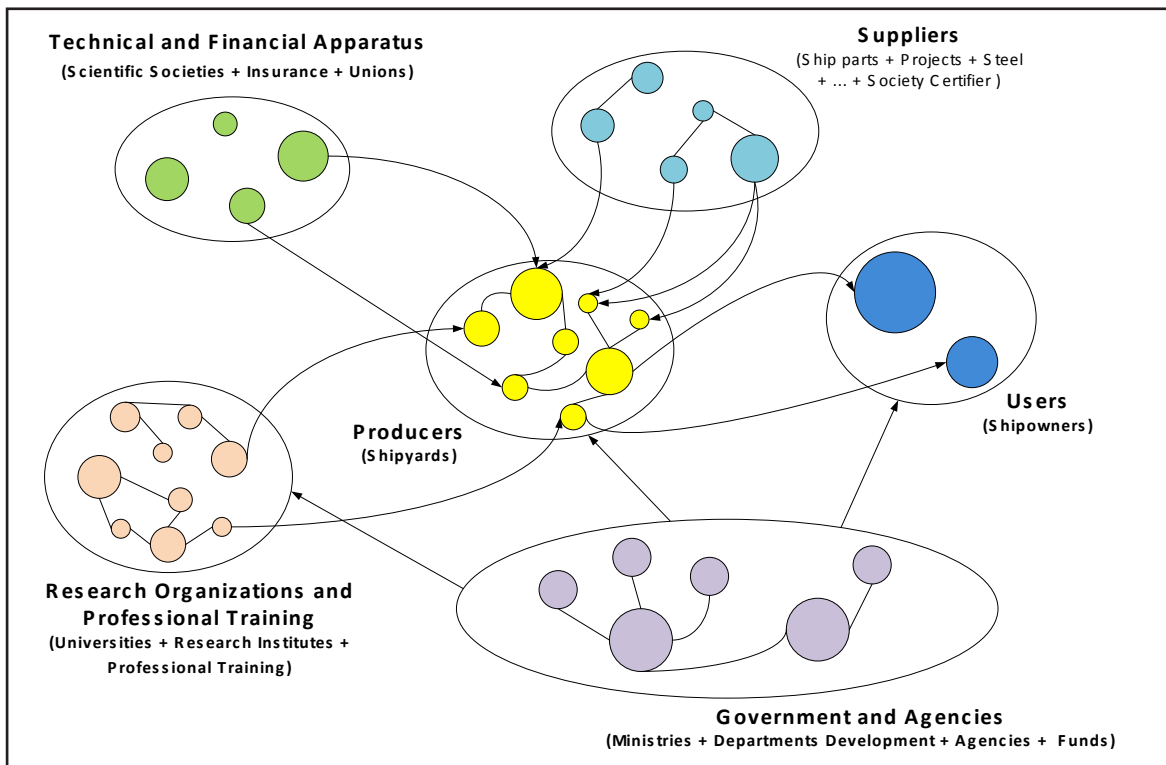 Technical and Financial Apparatus
(Scientific Societies + Insurance + Unions)
Suppliers
(Ship parts + Projects + Steel
+ ... + Society Certifier )
Producers
(Shipyards)
Users
(Shipowners)
Research Organizations and
Professional Training
(Universities + Research Institutes +
Professional Training)
Government and Agencies
(Ministries + Departments Development + Agencies + Funds)